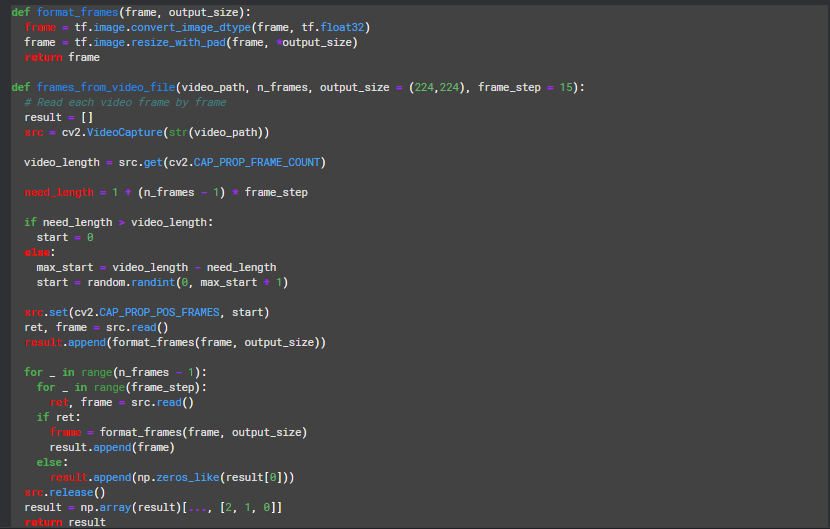 def format_frames(frame, output_size):
  frame = tf.image.convert_image_dtype(frame, tf.float32)
  frame = tf.image.resize_with_pad(frame, *output_size)
  return frame

def frames_from_video_file(video_path, n_frames, output_size = (224,224), frame_step = 15):
  # Read each video frame by frame
  result = []
  src = cv2.VideoCapture(str(video_path))

  video_length = src.get(cv2.CAP_PROP_FRAME_COUNT)

  need_length = 1 + (n_frames - 1) * frame_step

  if need_length > video_length:
    start = 0
  else:
    max_start = video_length - need_length
    start = random.randint(0, max_start + 1)

  src.set(cv2.CAP_PROP_POS_FRAMES, start)
  ret, frame = src.read()
  result.append(format_frames(frame, output_size))

  for _ in range(n_frames - 1):
    for _ in range(frame_step):
      ret, frame = src.read()
    if ret:
      frame = format_frames(frame, output_size)
      result.append(frame)
    else:
      result.append(np.zeros_like(result[0]))
  src.release()
  result = np.array(result)[..., [2, 1, 0]]
  return result